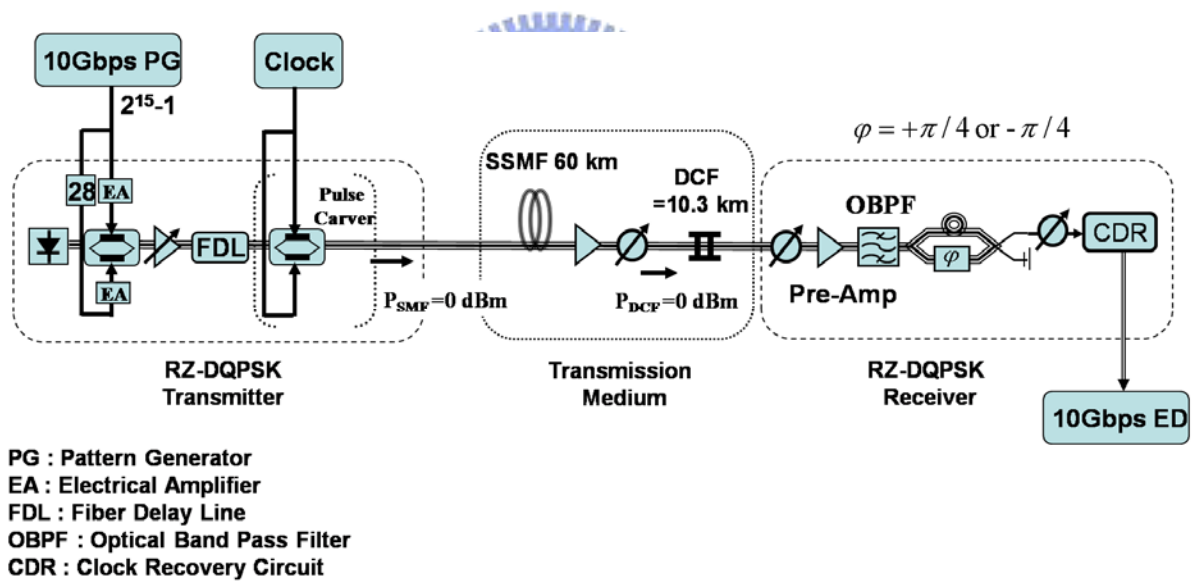 10Gbps PG
Clock
2¹⁵-1
φ = +π / 4 or - π / 4
SSMF 60 km
DCF
=10.3 km
28
EA
Pulse
Carver
OBPF
FDL
φ
CDR
EA
P_SMF=0 dBm
P_DCF=0 dBm
Pre-Amp
RZ-DQPSK
Transmitter
Transmission
Medium
RZ-DQPSK
Receiver
10Gbps ED
PG : Pattern Generator
EA : Electrical Amplifier
FDL : Fiber Delay Line
OBPF : Optical Band Pass Filter
CDR : Clock Recovery Circuit